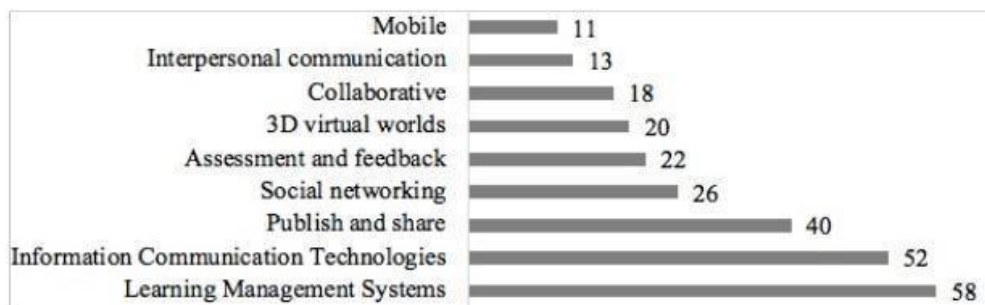 Mobile 11
Interpersonal communication 13
Collaborative 18
3D virtual worlds 20
Assessment and feedback 22
Social networking 26
Publish and share 40
Information Communication Technologies 52
Learning Management Systems 58